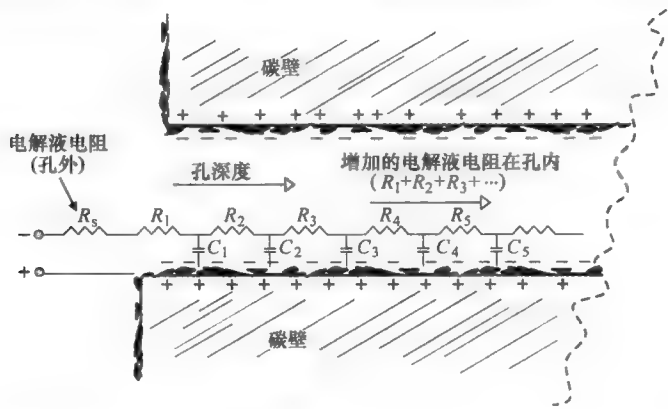 碳壁
+ + + + + + + + + + + +
电解液电阻
(孔外)
孔深度
增加的电解液电阻在孔内
(R₁+R₂+R₃+···)
Rₛ R₁ R₂ R₃ R₄ R₅
−
C₁ C₂ C₃ C₄ C₅
+
+ + + + + + + + + + + +
碳壁